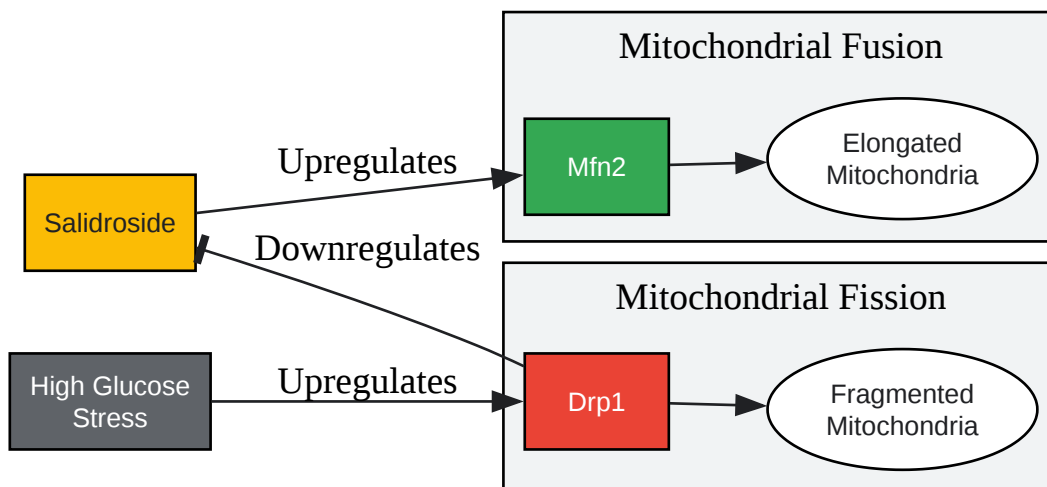 Mitochondrial Fusion
Upregulates
Mfn2
Elongated
Mitochondria
Salidroside
Downregulates
Mitochondrial Fission
High Glucose
Stress
Upregulates
Drp1
Fragmented
Mitochondria